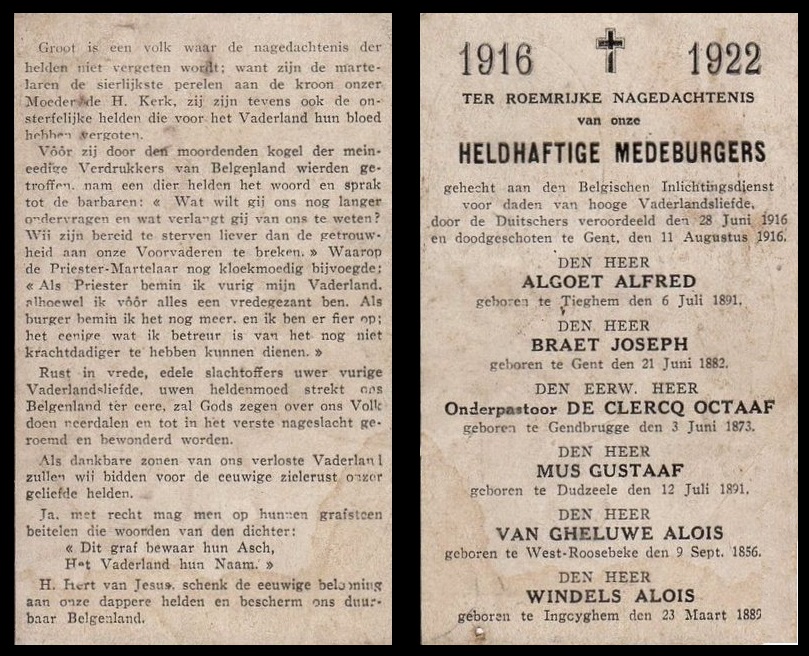 Groot is een volk waar de nagedachtenis der
helden niet vergeten wordt; want zijn de marte-
laren de sierlijkste perelen aan de kroon onzer
Moeder de H. Kerk, zij zijn tevens ook de on-
sterfelijke helden die voor het Vaderland hun bloed
hebben vergoten.
Vôôr zij door den moordenden kogel der mein-
eedige Verdrukkers van Belgenland wierden ge-
troffen, nam een dier helden het woord en sprak
tot de barbaren: « Wat wilt gij ons nog langer
ondervragen en wat verlangt gij van ons te weten?
Wij zijn bereid te sterven liever dan de getrouw-
heid aan onze Voorvaderen te breken. » Waarop
de Priester-Martelaar nog kloekmoedig bijvoegde:
« Als Priester bemin ik vurig mijn Vaderland,
alhoewel ik vôôr alles een vredegezant ben. Als
burger bemin ik het nog meer, en ik ben er fier op;
het eenige wat ik betreur is van het nog niet
krachtdadiger te hebben kunnen dienen. »
Rust in vrede, edele slachtoffers uwer vurige
Vaderlandsliefde, uwen heldenmoed strekt ons
Belgenland tèr eere, zal Gods zegen over ons Volk
doen neerdalen en tot in het verste nageslacht ge-
roemd en bewonderd worden.
Als dankbare zonen van ons verloste Vaderland
zullen wij bidden voor de eeuwige zielerust onzer
geliefde helden.
Ja, met recht mag men op hunnen grafsteen
beitelen die woorden van den dichter:
« Dit graf bewaar hun Asch,
Het Vaderland hun Naam. »
H. Hert van Jesus, schenk de eeuwige belooning
aan onze dappere helden en bescherm ons duur-
baar Belgenland.
1916 1922
TER ROEMRIJKE NAGEDACHTENIS
van onze
HELDHAFTIGE MEDEBURGERS
gehecht aan den Belgischen Inlichtingsdienst
voor daden van hooge Vaderlandsliefde,
door de Duitschers veroordeeld den 28 Juni 1916
en doodgeschoten te Gent, den 11 Augustus 1916.
DEN HEER
ALGOET ALFRED
geboren te Tieghem den 6 Juli 1891.
DEN HEER
BRAET JOSEPH
geboren te Gent den 21 Juni 1882.
DEN EERW. HEER
Onderpastoor DE CLERCQ OCTAAF
geboren te Gendbrugge den 3 Juni 1873.
DEN HEER
MUS GUSTAAF
geboren te Dudzeele den 12 Juli 1891.
DEN HEER
VAN GHELUWE ALOIS
geboren te West-Roosebeke den 9 Sept. 1856.
DEN HEER
WINDELS ALOIS
geboren te Ingoyghem den 23 Maart 1889